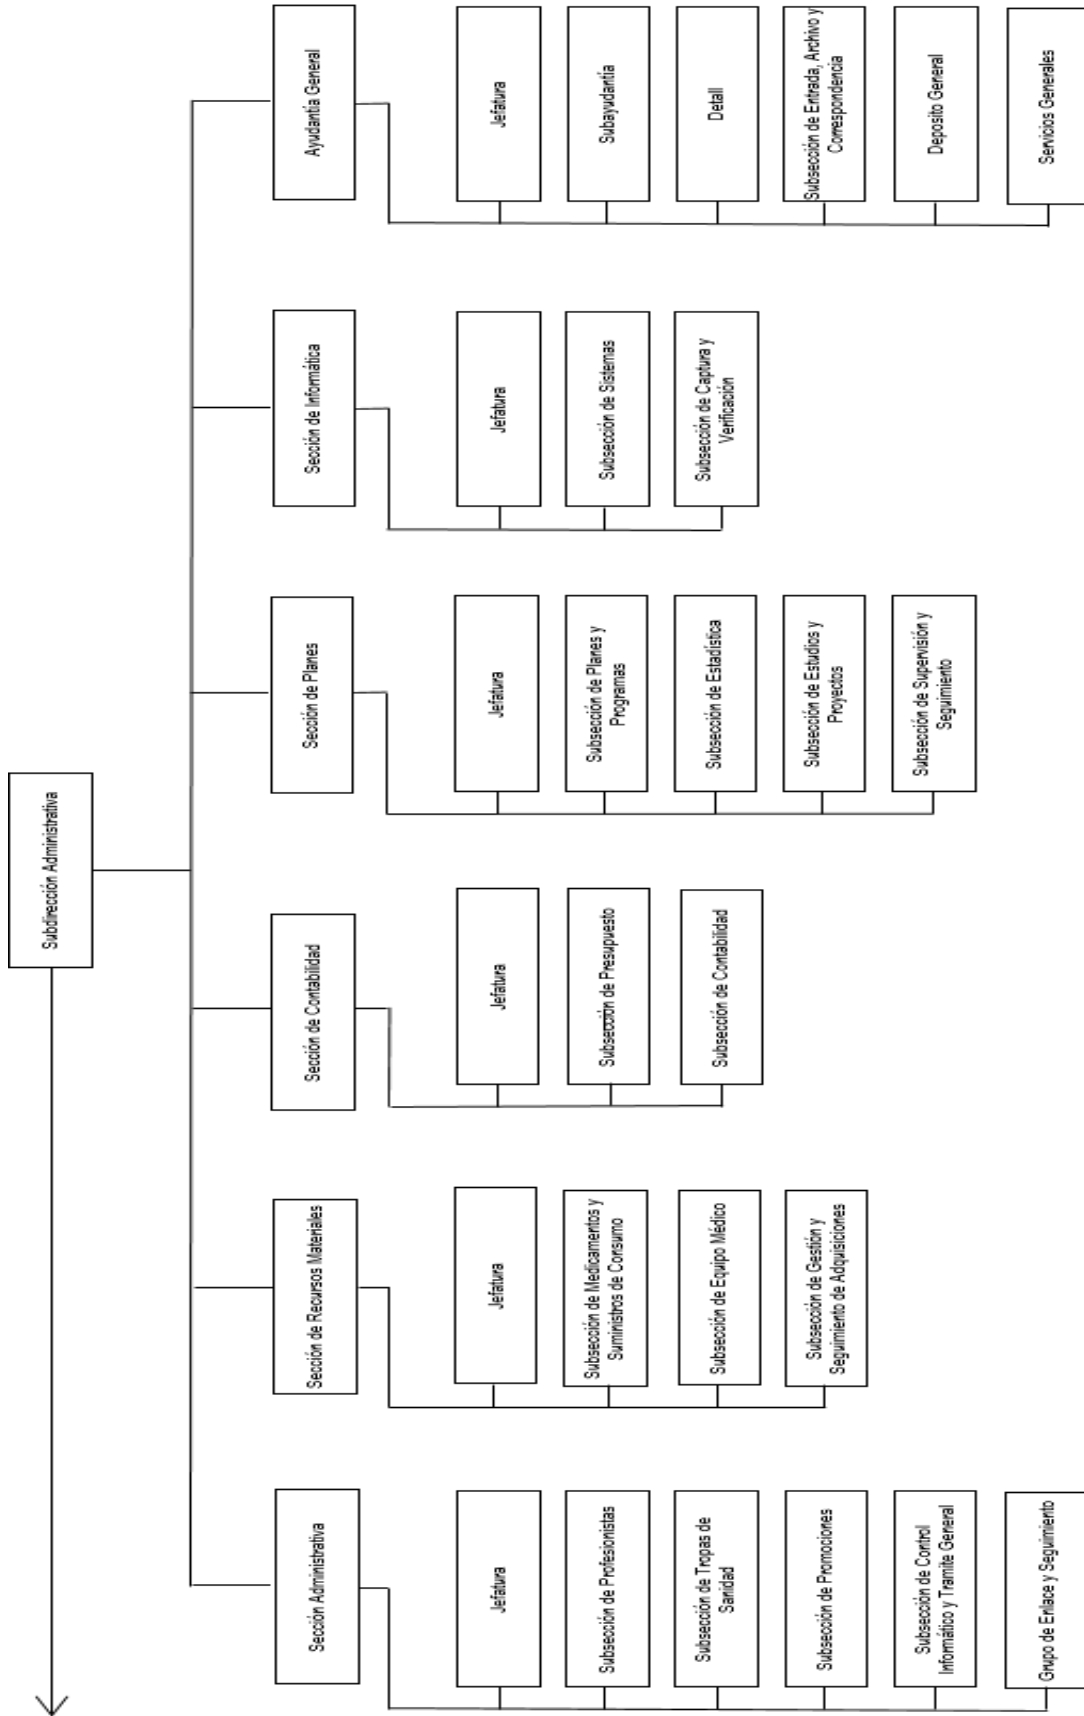 Subdirección Administrativa
Sección Administrativa
Jefatura
Subsección de Profesionistas
Subsección de Tropas de
Sanidad
Subsección de Promociones
Subsección de Control
Informático y Tramite General
Grupo de Enlace y Seguimiento
Sección de Recursos Materiales
Jefatura
Subsección de Medicamentos y
Suministros de Consumo
Subsección de Equipo Médico
Subsección de Gestión y
Seguimiento de Adquisiciones
Sección de Contabilidad
Jefatura
Subsección de Presupuesto
Subsección de Contabilidad
Sección de Planes
Jefatura
Subsección de Planes y
Programas
Subsección de Estadística
Subsección de Estudios y
Proyectos
Subsección de Supervisión y
Seguimiento
Sección de Informática
Jefatura
Subsección de Sistemas
Subsección de Captura y
Verificación
Ayudantía General
Jefatura
Subayudantía
Detall
Subsección de Entrada, Archivo y
Correspondencia
Deposito General
Servicios Generales